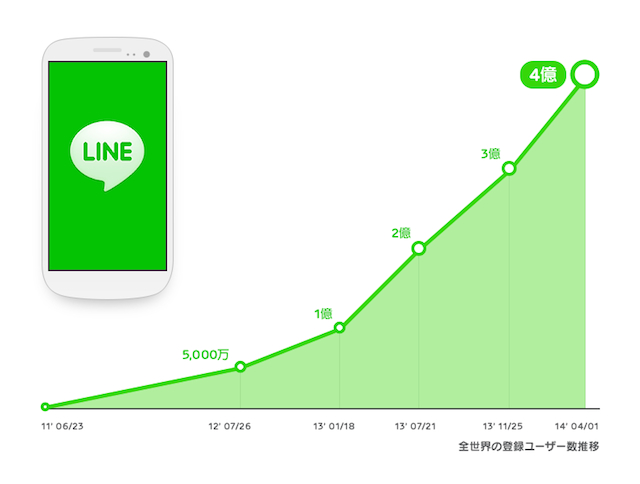 LINE
4億
3億
2億
1億
5,000万
11' 06/23
12' 07/26
13' 01/18
13' 07/21
13' 11/25
14' 04/01
全世界の登録ユーザー数推移